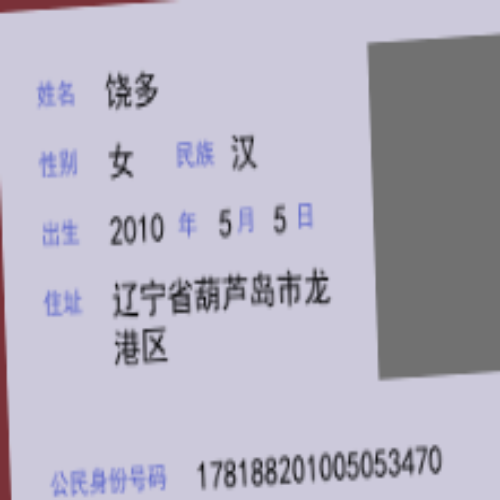 姓名 饶多
性别 女 民族 汉
出生 2010 年 5 月 5 日
住址 辽宁省葫芦岛市龙
港区
公民身份号码 178188201005053470